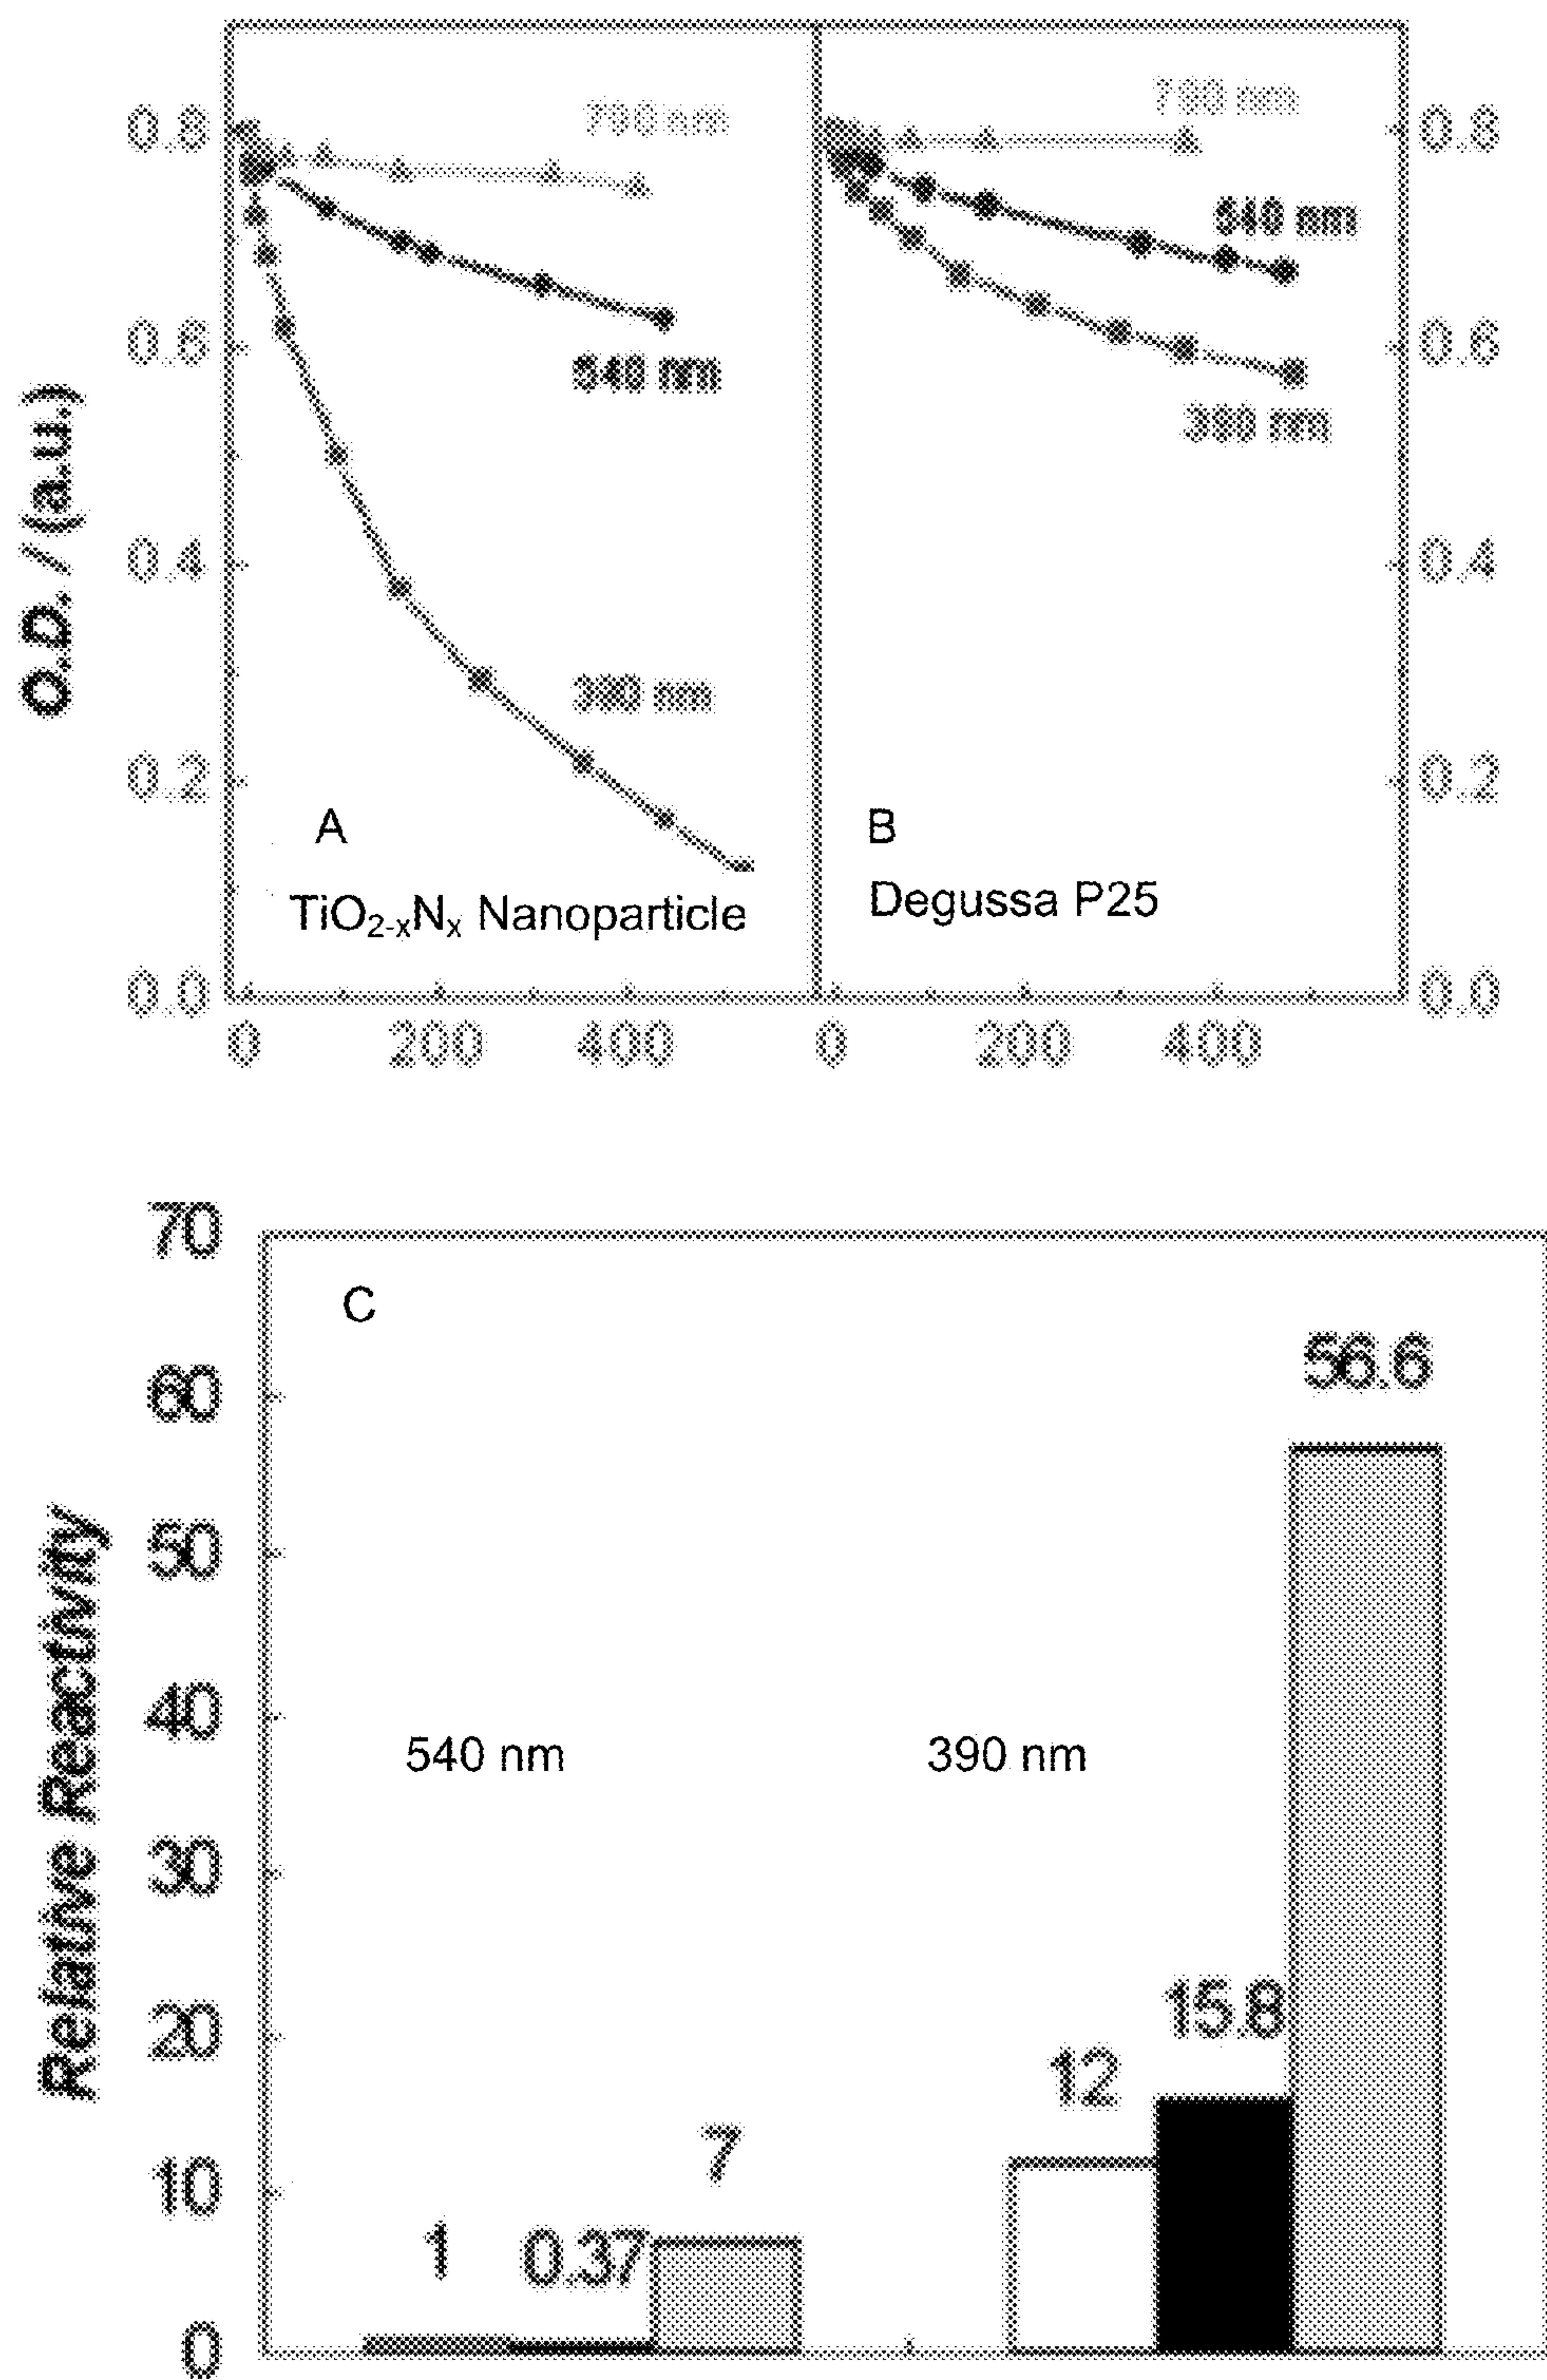 790 nm
540 nm
390 nm
A
TiO2-xNx Nanoparticle
0.8
0.6
0.4
0.2
0.0
O.D. / (a.u.)
0 200 400
790 nm
540 nm
390 nm
B
Degussa P25
0.8
0.6
0.4
0.2
0.0
0 200 400
C
70
60
50
40
30
20
10
0
Relative Reactivity
540 nm
390 nm
1
0.37
7
12
15.8
56.6